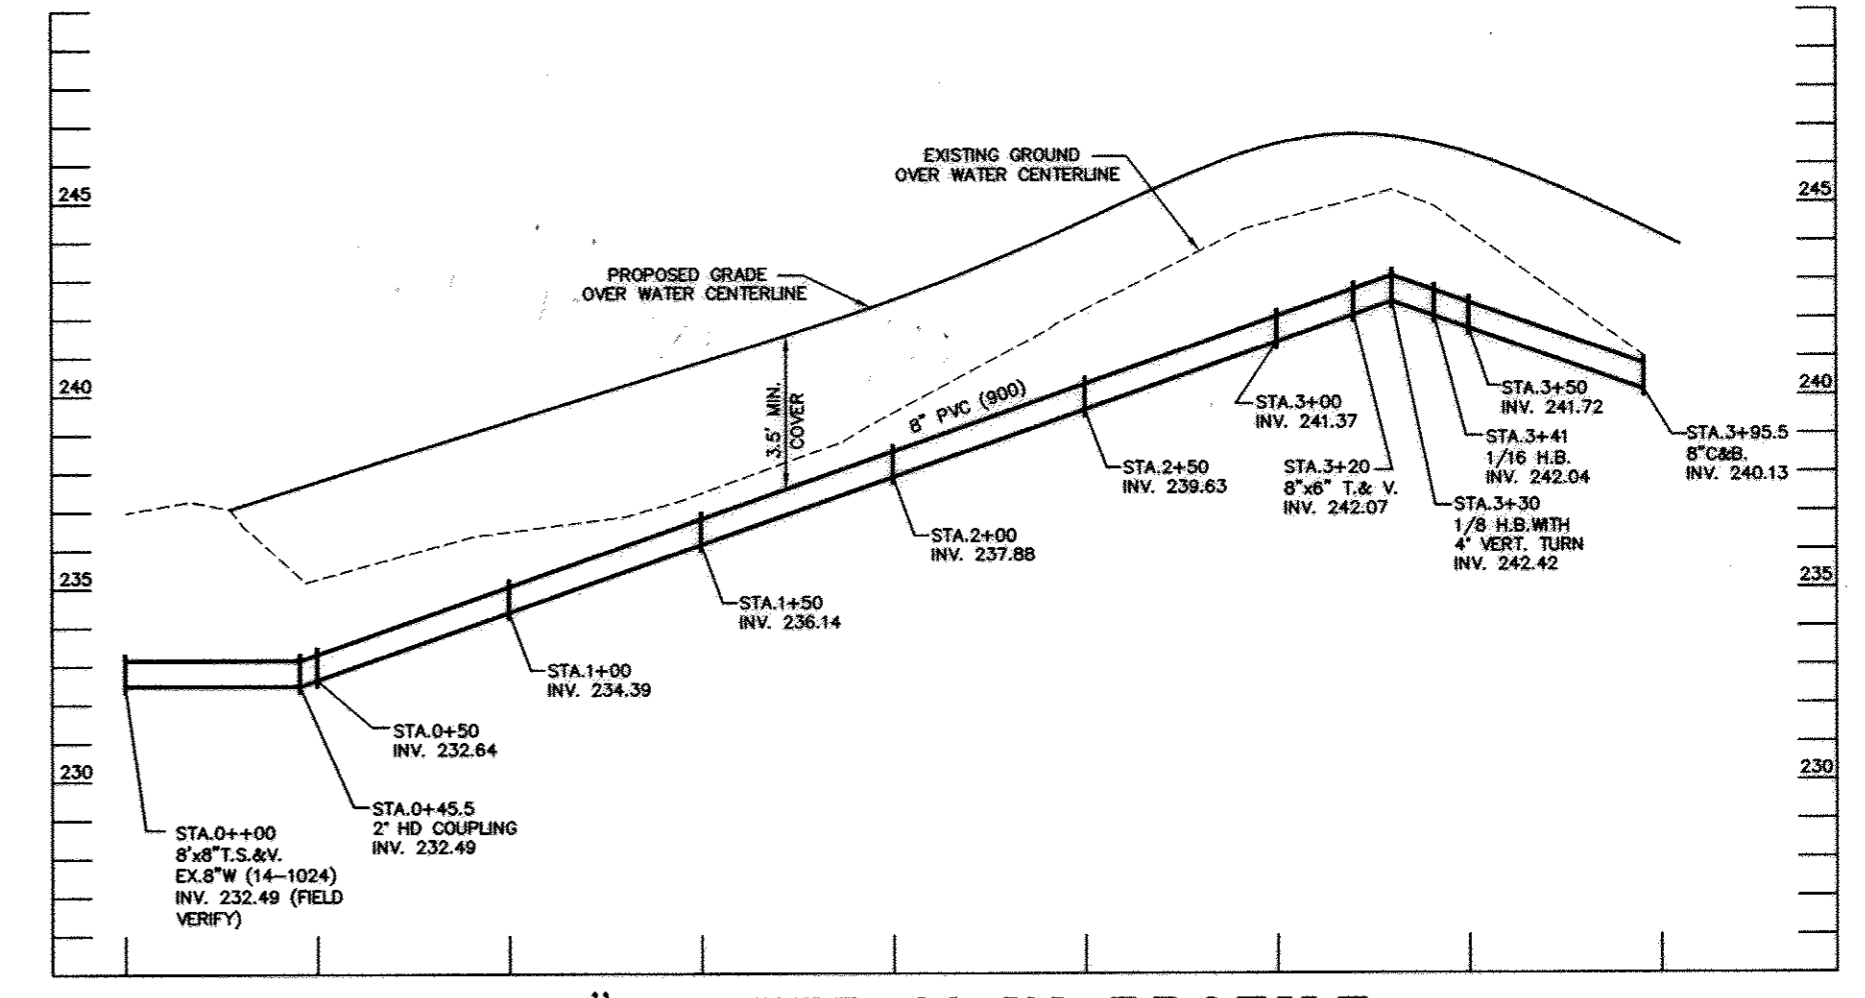 245
240
235
230
245
240
235
230
EXISTING GROUND
OVER WATER CENTERLINE
PROPOSED GRADE
OVER WATER CENTERLINE
3.5' MIN.
COVER
8" PVC (900)
STA.0++00
8'x8"T.S.&V.
EX.8"W (14-1024)
INV. 232.49 (FIELD
VERIFY)
STA.0+45.5
2" HD COUPLING
INV. 232.49
STA.0+50
INV. 232.64
STA.1+00
INV. 234.39
STA.1+50
INV. 236.14
STA.2+00
INV. 237.88
STA.2+50
INV. 239.63
STA.3+00
INV. 241.37
STA.3+20
8"x6" T.& V.
INV. 242.07
STA.3+30
1/8 H.B.WITH
4" VERT. TURN
INV. 242.42
STA.3+41
1/16 H.B.
INV. 242.04
STA.3+50
INV. 241.72
STA.3+95.5
8"C&B.
INV. 240.13